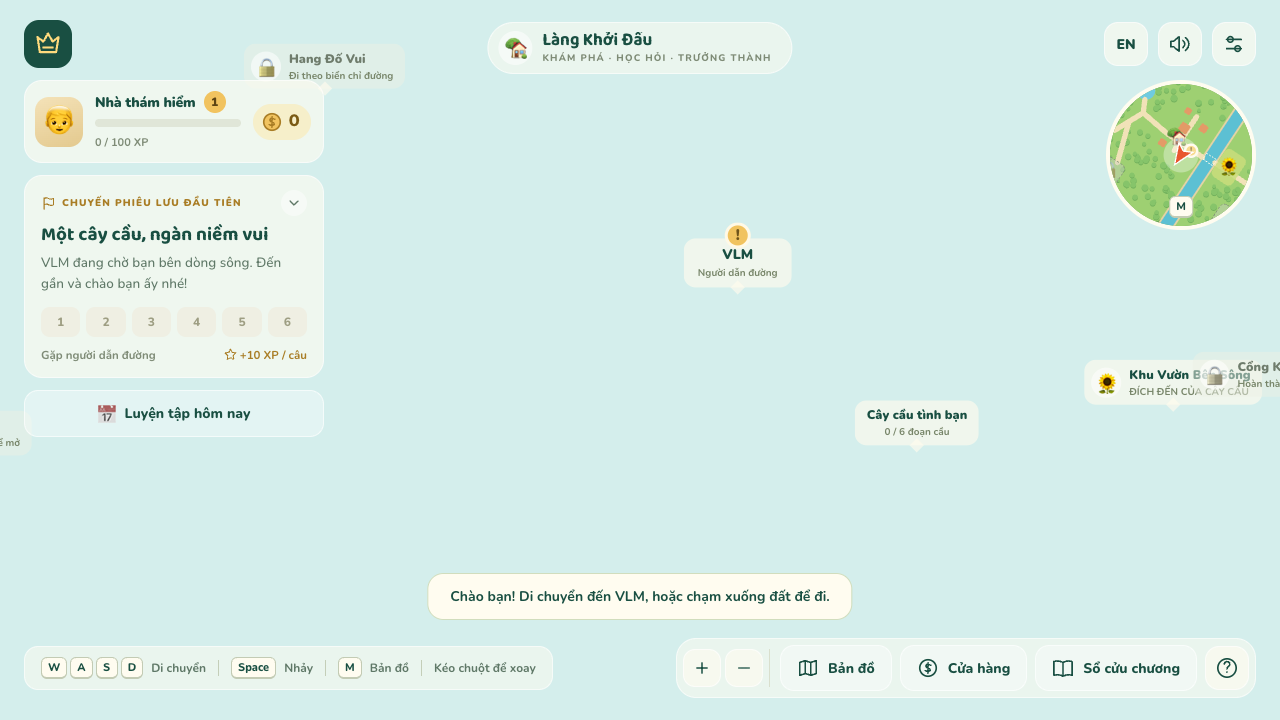 Hang Đố Vui
Đi theo biển chỉ đường
Làng Khởi Đầu
KHÁM PHÁ · HỌC HỎI · TRƯỞNG THÀNH
EN
Nhà thám hiểm 1
0
0 / 100 XP
M
CHUYẾN PHIÊU LƯU ĐẦU TIÊN
Một cây cầu, ngàn niềm vui
VLM đang chờ bạn bên dòng sông. Đến
gần và chào bạn ấy nhé!
1 2 3 4 5 6
Gặp người dẫn đường
+10 XP / câu
!
VLM
Người dẫn đường
Khu Vườn Bên Sông
ĐÍCH ĐẾN CỦA CÂY CẦU
Cổng
Hoàn
Cây cầu tình bạn
0 / 6 đoạn cầu
17
Luyện tập hôm nay
mở
Chào bạn! Di chuyển đến VLM, hoặc chạm xuống đất để đi.
W A S D Di chuyển Space Nhảy M Bản đồ Kéo chuột để xoay
+ − Bản đồ Cửa hàng Sổ cửu chương ?